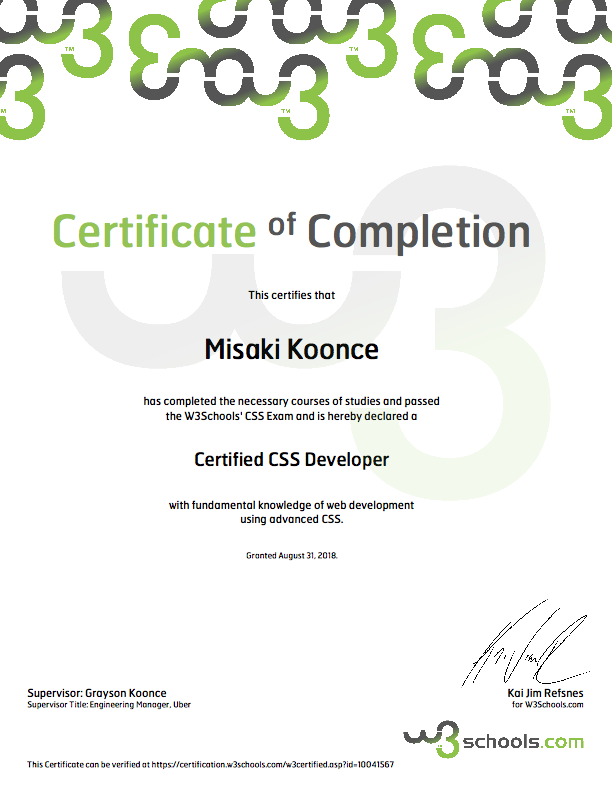 Certificate of Completion
This certifies that
Misaki Koonce
has completed the necessary courses of studies and passed
the W3Schools' CSS Exam and is hereby declared a
Certified CSS Developer
with fundamental knowledge of web development
using advanced CSS.
Granted August 31, 2018.
Supervisor: Grayson Koonce
Supervisor Title: Engineering Manager, Uber
Kai Jim Refsnes
for W3Schools.com
w3schools.com
This Certificate can be verified at https://certification.w3schools.com/w3certified.asp?id=10041567